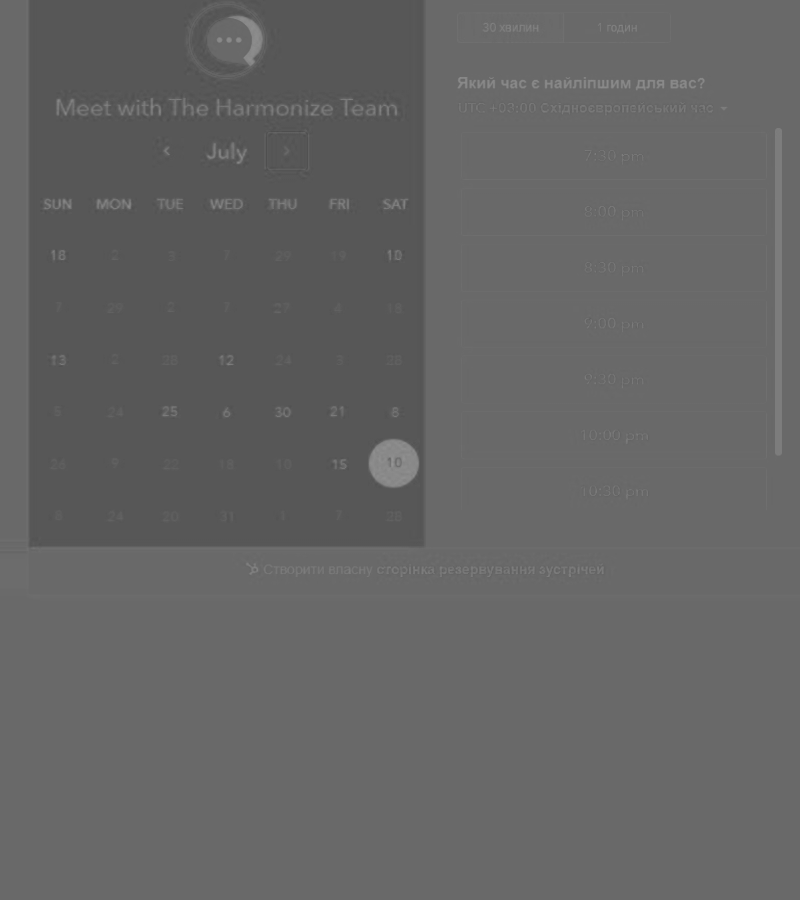 Meet with The Harmonize Team
‹ July ›
SUN MON TUE WED THU FRI SAT
18 2 3 7 29 19 10
7 29 2 7 27 4 18
13 2 28 12 24 3 28
5 24 25 6 30 21 8
26 9 22 18 10 15 10
8 24 20 31 1 7 28
30 хвилин 1 годин
Який час є найліпшим для вас?
UTC +03:00 Східноєвропейський час
7:30 pm
8:00 pm
8:30 pm
9:00 pm
9:30 pm
10:00 pm
10:30 pm
Створити власну сторінка резервування зустрічей